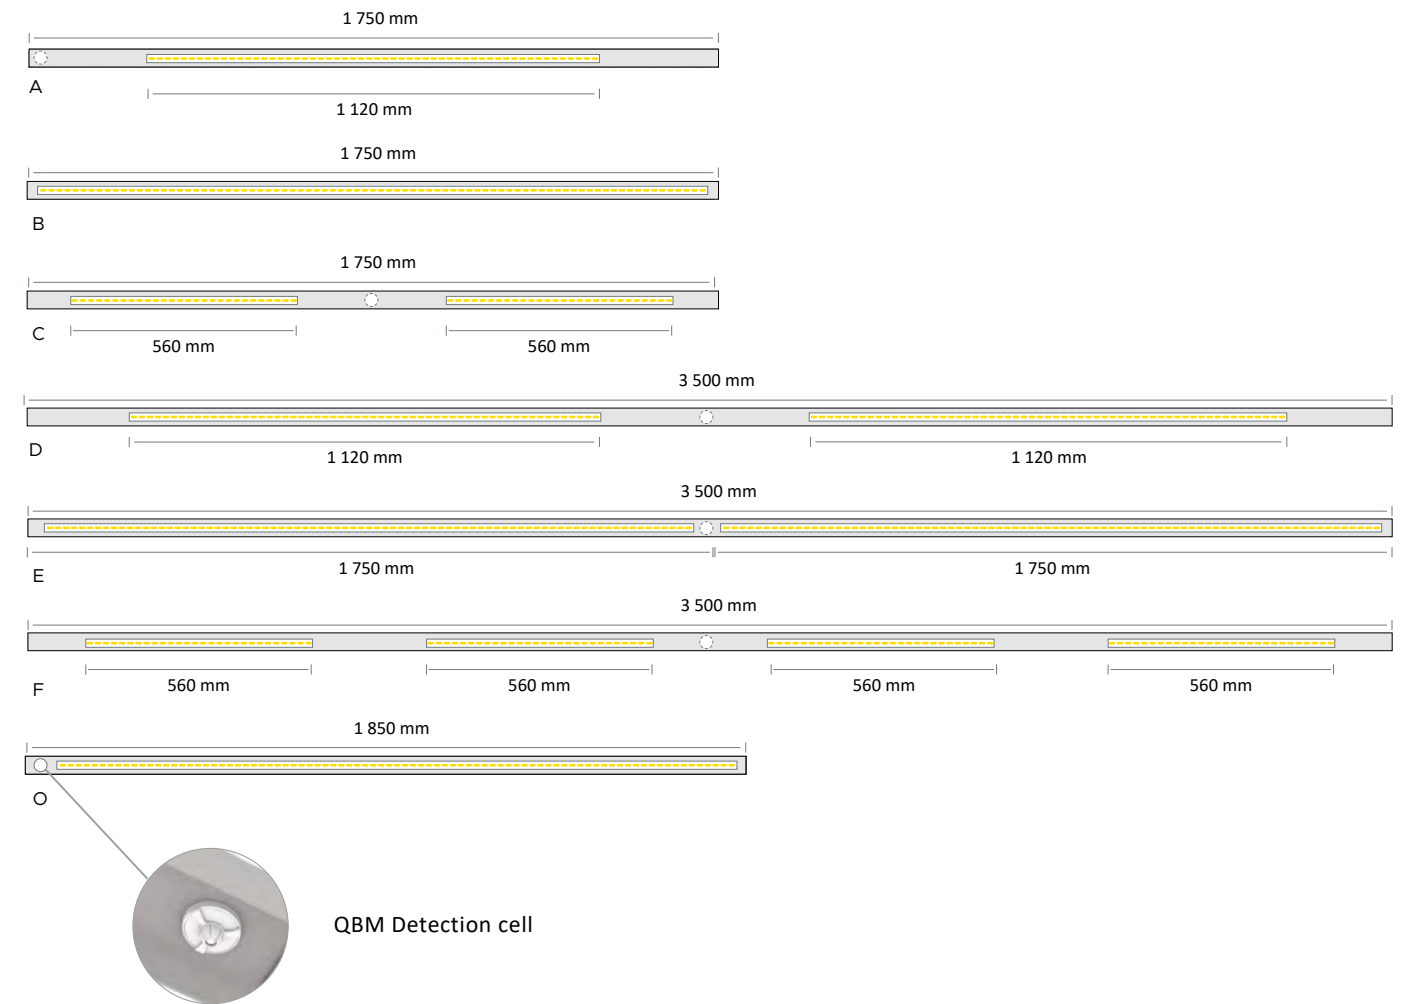 1 750 mm
A
1 120 mm
1 750 mm
B
1 750 mm
C
560 mm 560 mm
3 500 mm
D
1 120 mm 1 120 mm
3 500 mm
E
1 750 mm 1 750 mm
3 500 mm
F
560 mm 560 mm 560 mm 560 mm
1 850 mm
O
QBM Detection cell